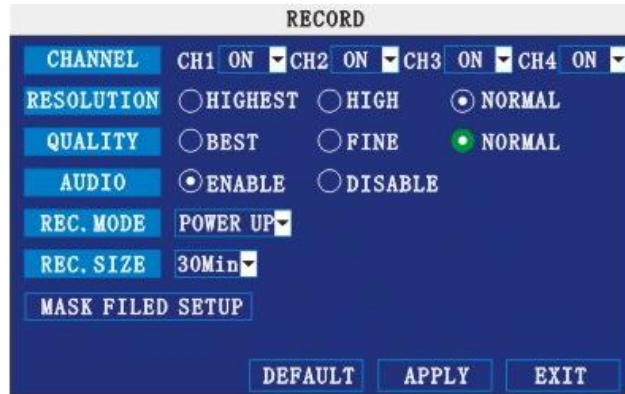 RECORD
CHANNEL CH1 ON CH2 ON CH3 ON CH4 ON
RESOLUTION HIGHEST HIGH NORMAL
QUALITY BEST FINE NORMAL
AUDIO ENABLE DISABLE
REC.MODE POWER UP
REC.SIZE 30Min
MASK FILED SETUP
DEFAULT APPLY EXIT